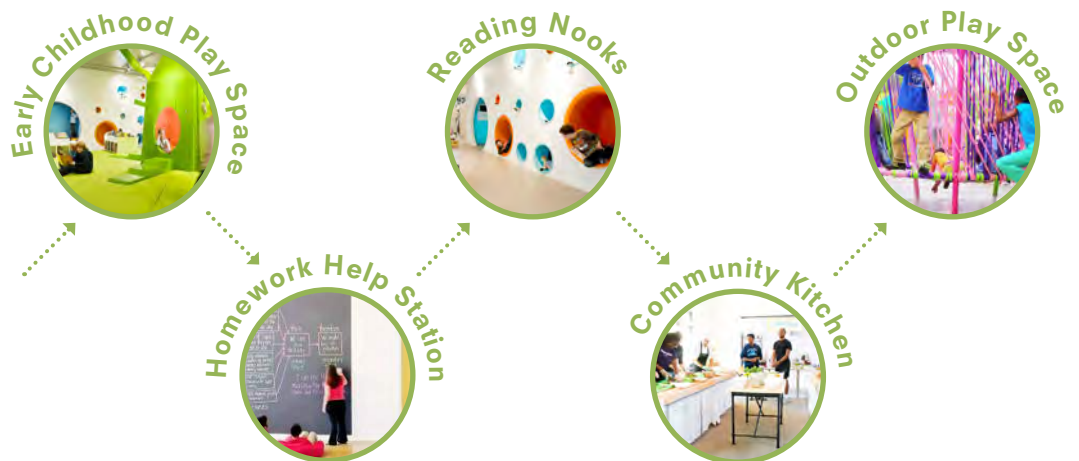 Early Childhood Play Space
Homework Help Station
Reading Nooks
Community Kitchen
Outdoor Play Space